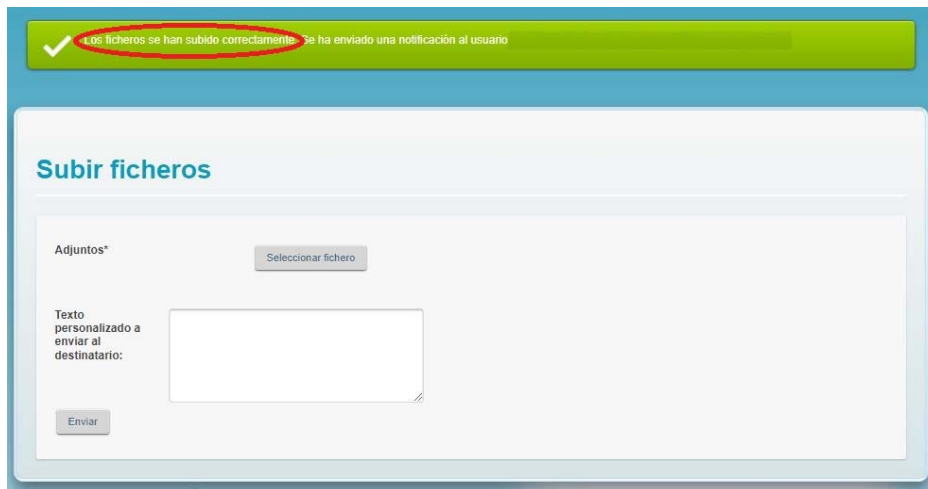 Los ficheros se han subido correctamente. Se ha enviado una notificación al usuario
Subir ficheros
Adjuntos*
Seleccionar fichero
Texto
personalizado a
enviar al
destinatario:
Enviar